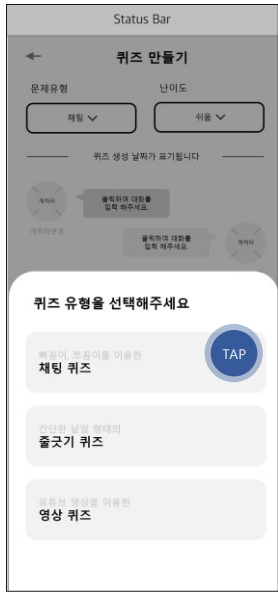 Status Bar
퀴즈 만들기
문제유형 난이도
채팅 쉬움
퀴즈 생성 날짜가 표기됩니다
캐릭터
클릭하여 대화를
입력 해주세요.
클릭하여 대화를
입력 해주세요.
캐릭터
퀴즈 유형을 선택해주세요
빼꼼이, 쪼꼼이를 이용한
채팅 퀴즈
TAP
간단한 낱말 형태의
줄긋기 퀴즈
유튜브 영상을 이용한
영상 퀴즈